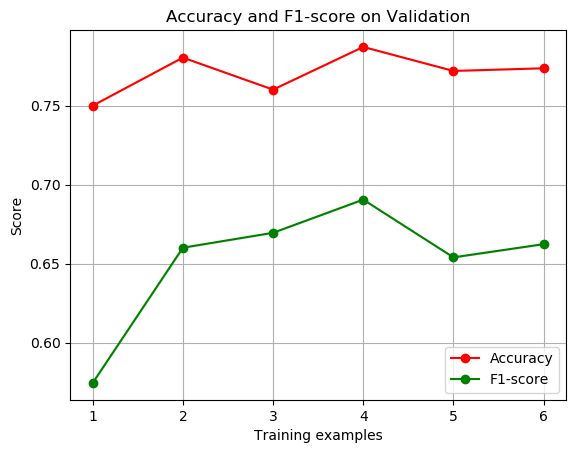 Accuracy and F1-score on Validation
Score
0.75
0.70
0.65
0.60
1 2 3 4 5 6
Training examples
Accuracy
F1-score